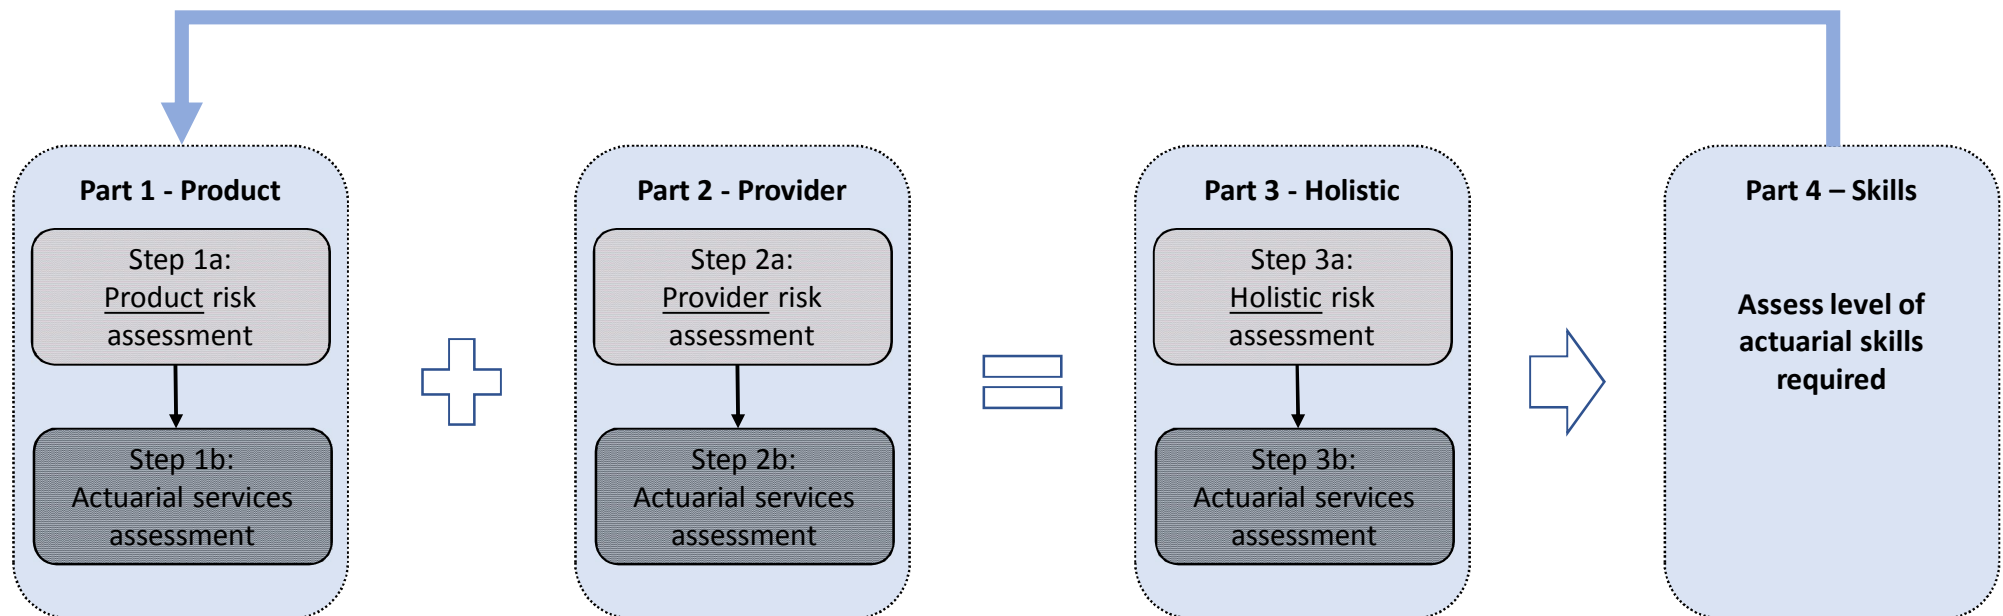 Part 1 - Product
Step 1a:
Product risk
assessment
Step 1b:
Actuarial services
assessment
Part 2 - Provider
Step 2a:
Provider risk
assessment
Step 2b:
Actuarial services
assessment
Part 3 - Holistic
Step 3a:
Holistic risk
assessment
Step 3b:
Actuarial services
assessment
Part 4 – Skills
Assess level of
actuarial skills
required